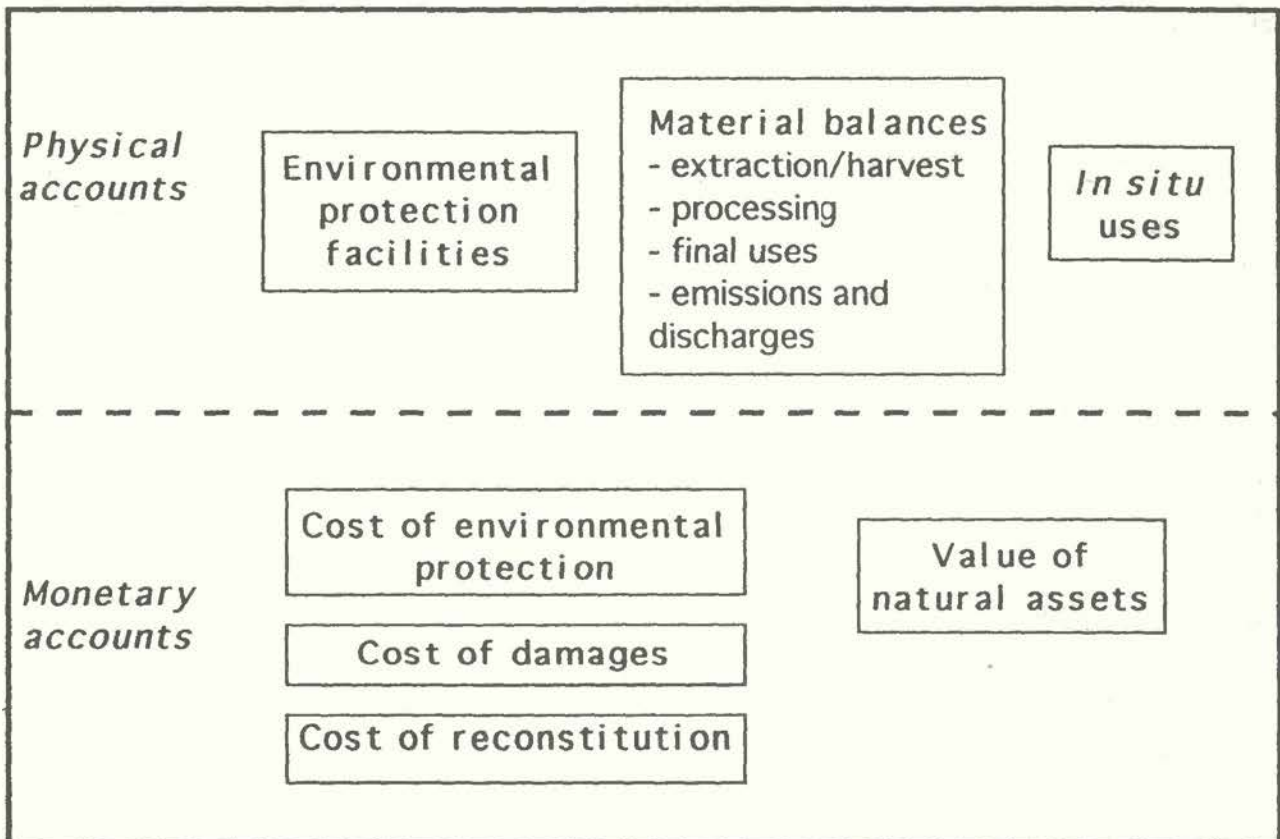 Physical
accounts
Environmental
protection
facilities
Material balances
- extraction/harvest
- processing
- final uses
- emissions and
discharges
In situ
uses
Monetary
accounts
Cost of environmental
protection
Cost of damages
Cost of reconstitution
Value of
natural assets